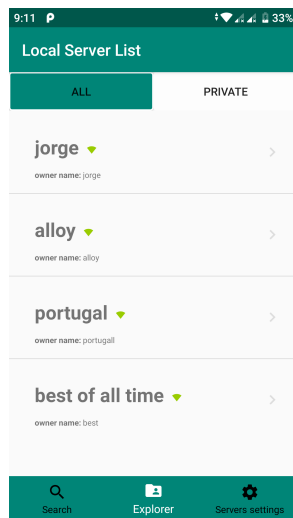 9:11 33%
Local Server List
ALL PRIVATE
jorge
owner name: jorge
alloy
owner name: alloy
portugal
owner name: portugall
best of all time
owner name: best
Search Explorer Servers settings